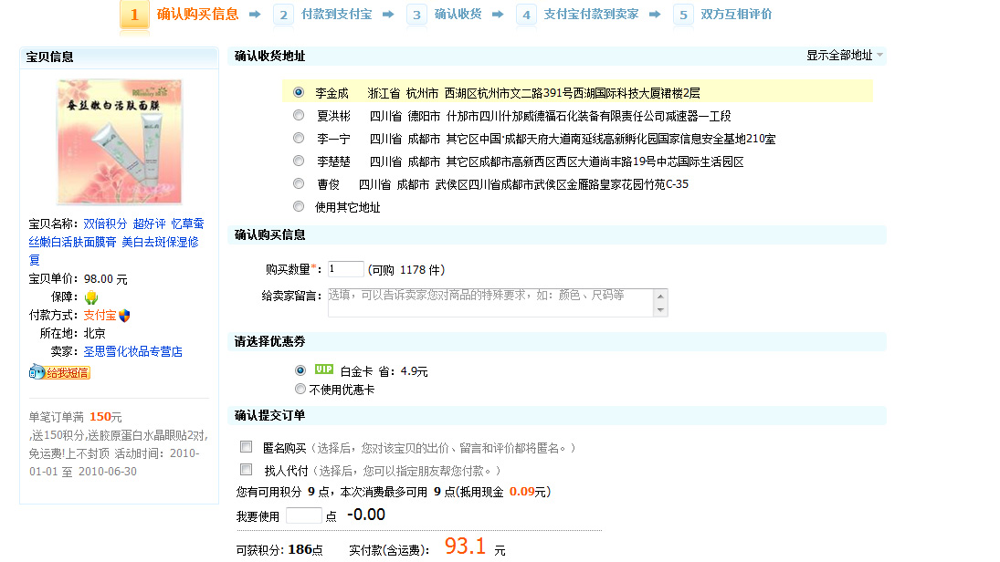 1 确认购买信息 2 付款到支付宝 3 确认收货 4 支付宝付款到卖家 5 双方互相评价
宝贝信息
蚕丝嫩白活肤面膜
宝贝名称：双倍积分 超好评 忆草蚕
丝嫩白活肤面膜膏 美白去斑保湿修
复
宝贝单价：98.00 元
保障：
付款方式：支付宝
所在地：北京
卖家：圣思雪化妆品专营店
给我短信
单笔订单满 150元
,送150积分,送胶原蛋白水晶眼贴2对,
免运费!上不封顶 活动时间：2010-
01-01 至 2010-06-30
确认收货地址 显示全部地址
李金成 浙江省 杭州市 西湖区杭州市文二路391号西湖国际科技大厦裙楼2层
夏洪彬 四川省 德阳市 什邡市四川什邡威德福石化装备有限责任公司减速器一工段
李一宁 四川省 成都市 其它区中国·成都天府大道南延线高新孵化园国家信息安全基地210室
李楚楚 四川省 成都市 其它区成都市高新西区西区大道尚丰路19号中芯国际生活园区
曹俊 四川省 成都市 武侯区四川省成都市武侯区金雁路皇家花园竹苑C-35
使用其它地址
确认购买信息
购买数量*：1 (可购 1178 件)
给卖家留言：选填，可以告诉卖家您对商品的特殊要求，如：颜色、尺码等
请选择优惠券
VIP 白金卡 省：4.9元
不使用优惠卡
确认提交订单
匿名购买（选择后，您对该宝贝的出价、留言和评价都将匿名。）
找人代付（选择后，您可以指定朋友帮您付款。）
您有可用积分 9 点，本次消费最多可用 9 点(抵用现金 0.09元)
我要使用 点 -0.00
可获积分: 186点 实付款(含运费)： 93.1 元